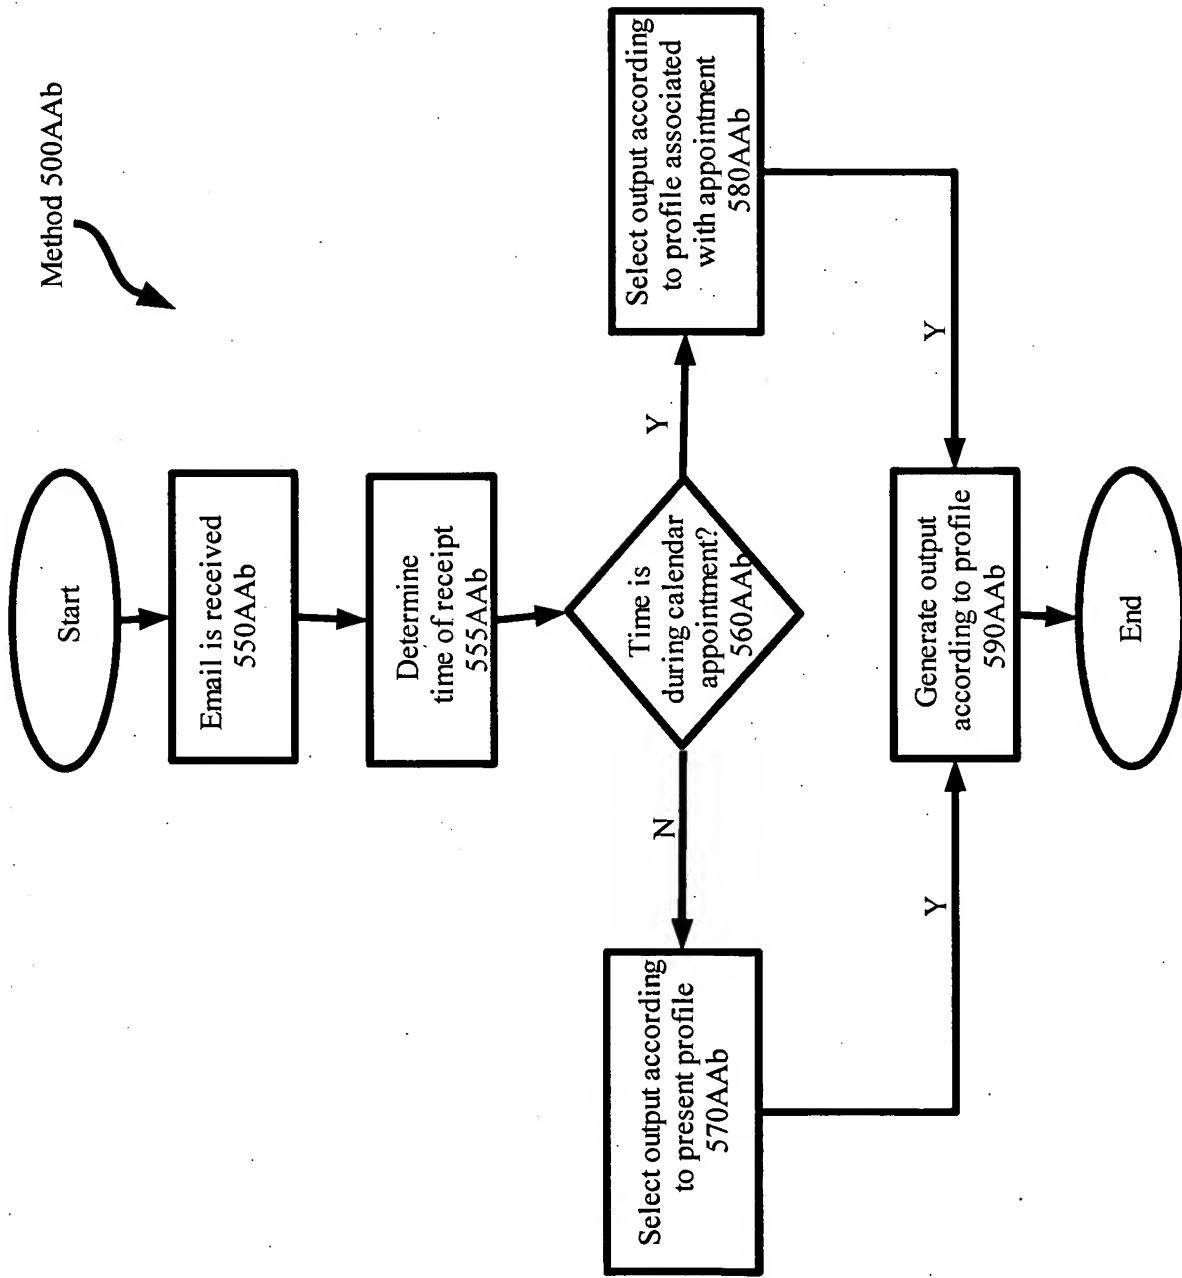 Method 500AAb
Start
Email is received
550AAb
Determine
time of receipt
555AAb
Time is
during calendar
appointment?
560AAb
N
Y
Select output according
to present profile
570AAb
Select output according
to profile associated
with appointment
580AAb
Y
Y
Generate output
according to profile
590AAb
End